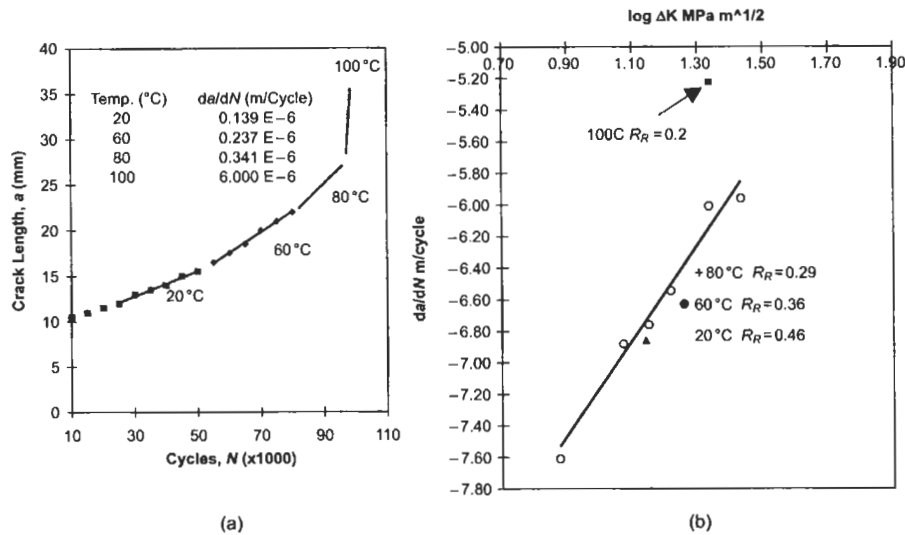 40
35
30
25
20
15
10
5
0
Crack Length, a (mm)
Temp. (°C) da/dN (m/Cycle)
20 0.139 E−6
60 0.237 E−6
80 0.341 E−6
100 6.000 E−6
100 °C
80 °C
60 °C
20 °C
10 30 50 70 90 110
Cycles, N (x1000)
(a)
log ΔK MPa m^1/2
0.70 0.90 1.10 1.30 1.50 1.70 1.90
−5.00
−5.20
−5.40
−5.60
−5.80
−6.00
−6.20
−6.40
−6.60
−6.80
−7.00
−7.20
−7.40
−7.60
−7.80
da/dN m/cycle
100C R_R = 0.2
+80 °C R_R = 0.29
60 °C R_R = 0.36
20 °C R_R = 0.46
(b)